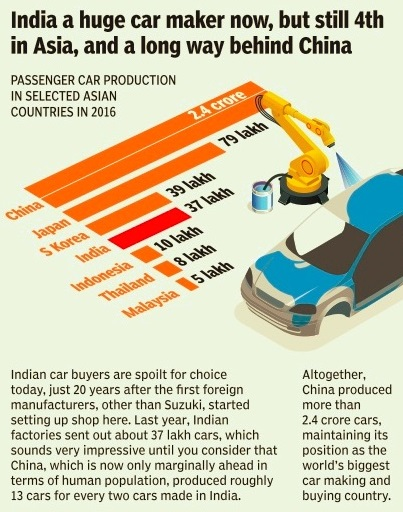 India a huge car maker now, but still 4th
in Asia, and a long way behind China
PASSENGER CAR PRODUCTION
IN SELECTED ASIAN
COUNTRIES IN 2016
China 2.4 crore
Japan 79 lakh
S Korea 39 lakh
India 37 lakh
Indonesia 10 lakh
Thailand 8 lakh
Malaysia 5 lakh
Indian car buyers are spoilt for choice
today, just 20 years after the first foreign
manufacturers, other than Suzuki, started
setting up shop here. Last year, Indian
factories sent out about 37 lakh cars, which
sounds very impressive until you consider that
China, which is now only marginally ahead in
terms of human population, produced roughly
13 cars for every two cars made in India.
Altogether,
China produced
more than
2.4 crore cars,
maintaining its
position as the
world's biggest
car making and
buying country.